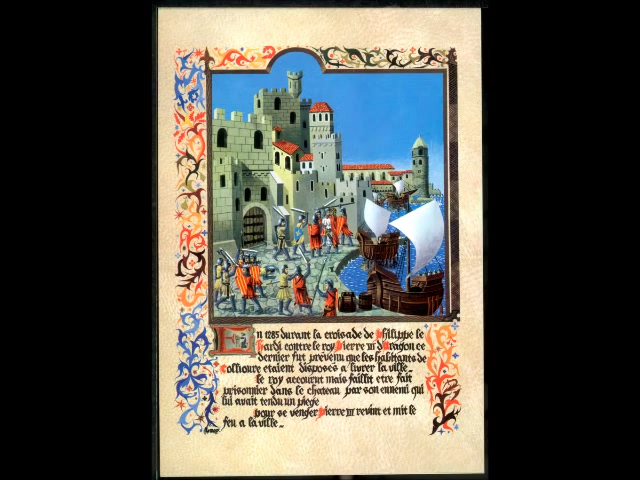 En 1285 durant la croisade de Philippe le
hardi contre le roy Pierre III d'Aragon ce
dernier fut prévenu que les habitants de
Collioure étaient disposés a livrer la ville..
le roy accourut mais faillit etre fait
prisonnier dans le chateau par son ennemi qui
lui avait tendu un piege
pour se venger Pierre III revint et mit le
feu a la ville..